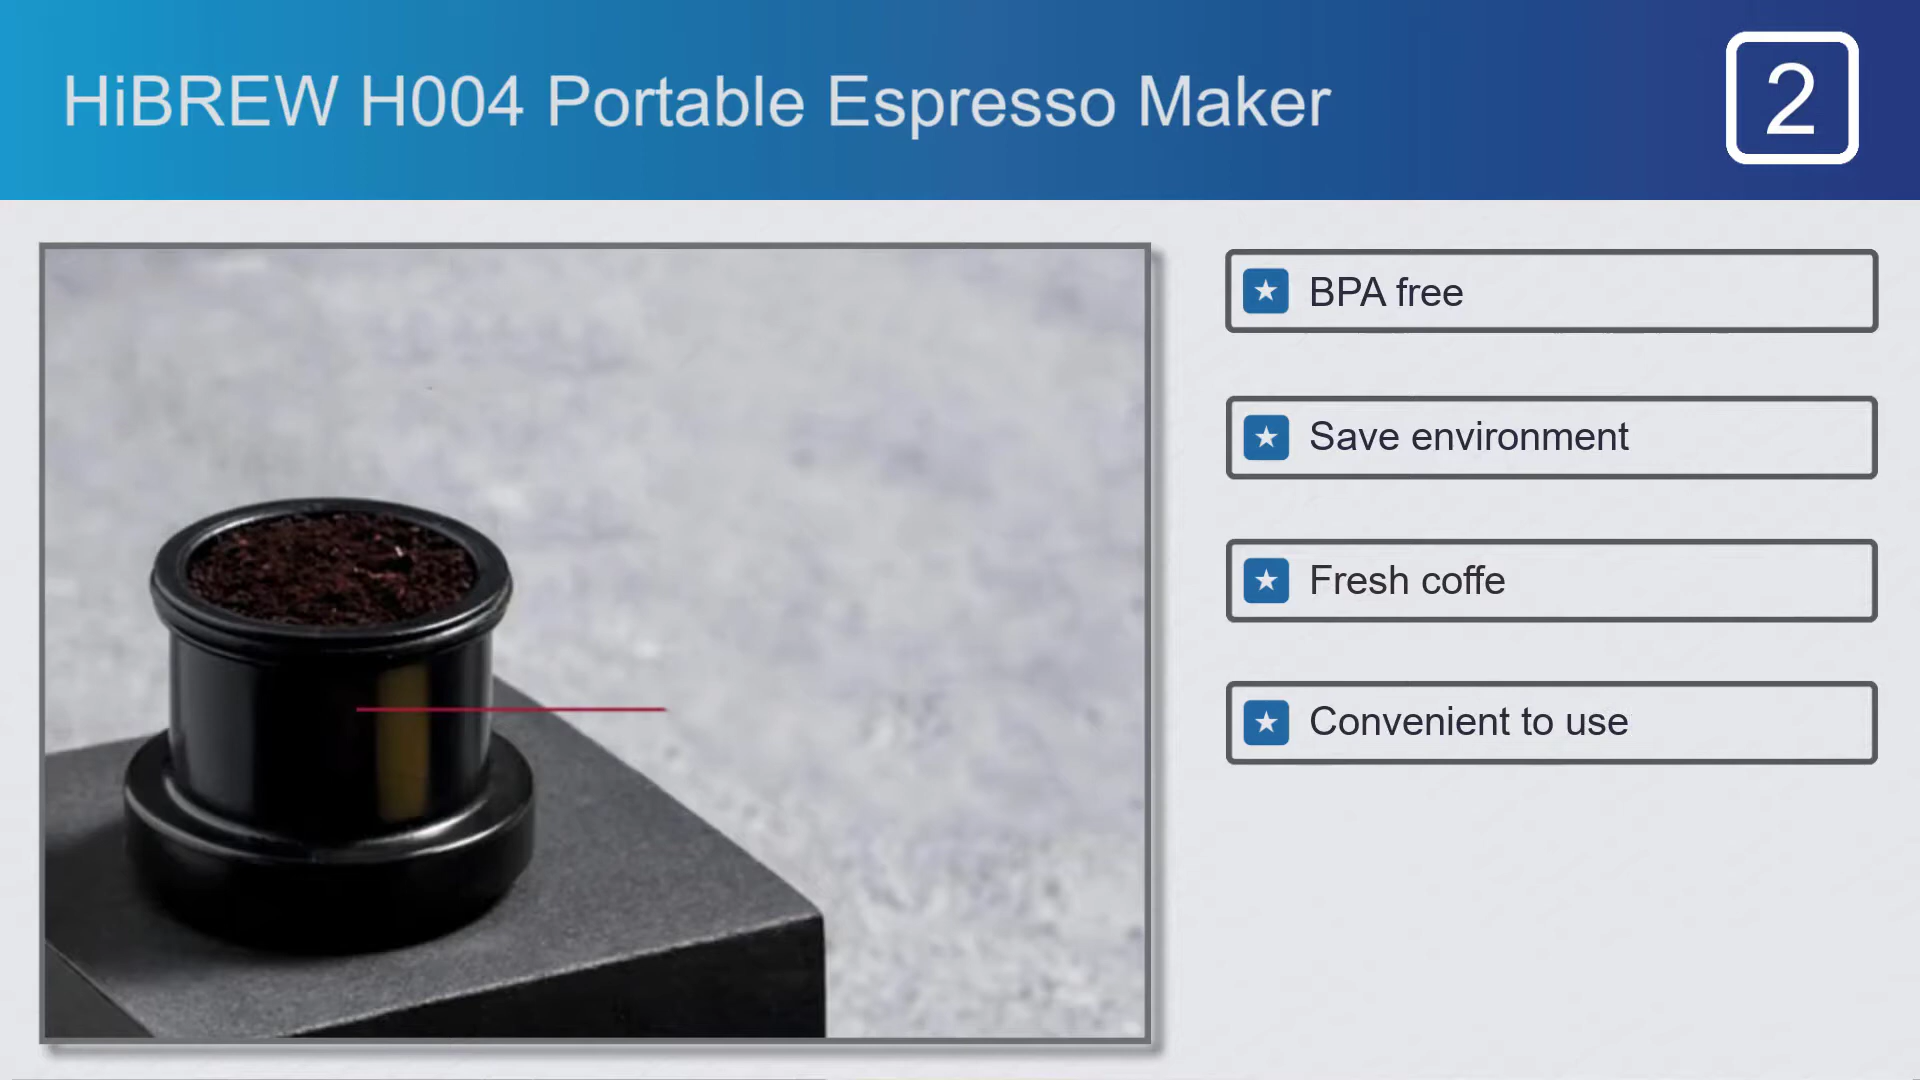 HiBREW H004 Portable Espresso Maker
2
BPA free
Save environment
Fresh coffe
Convenient to use